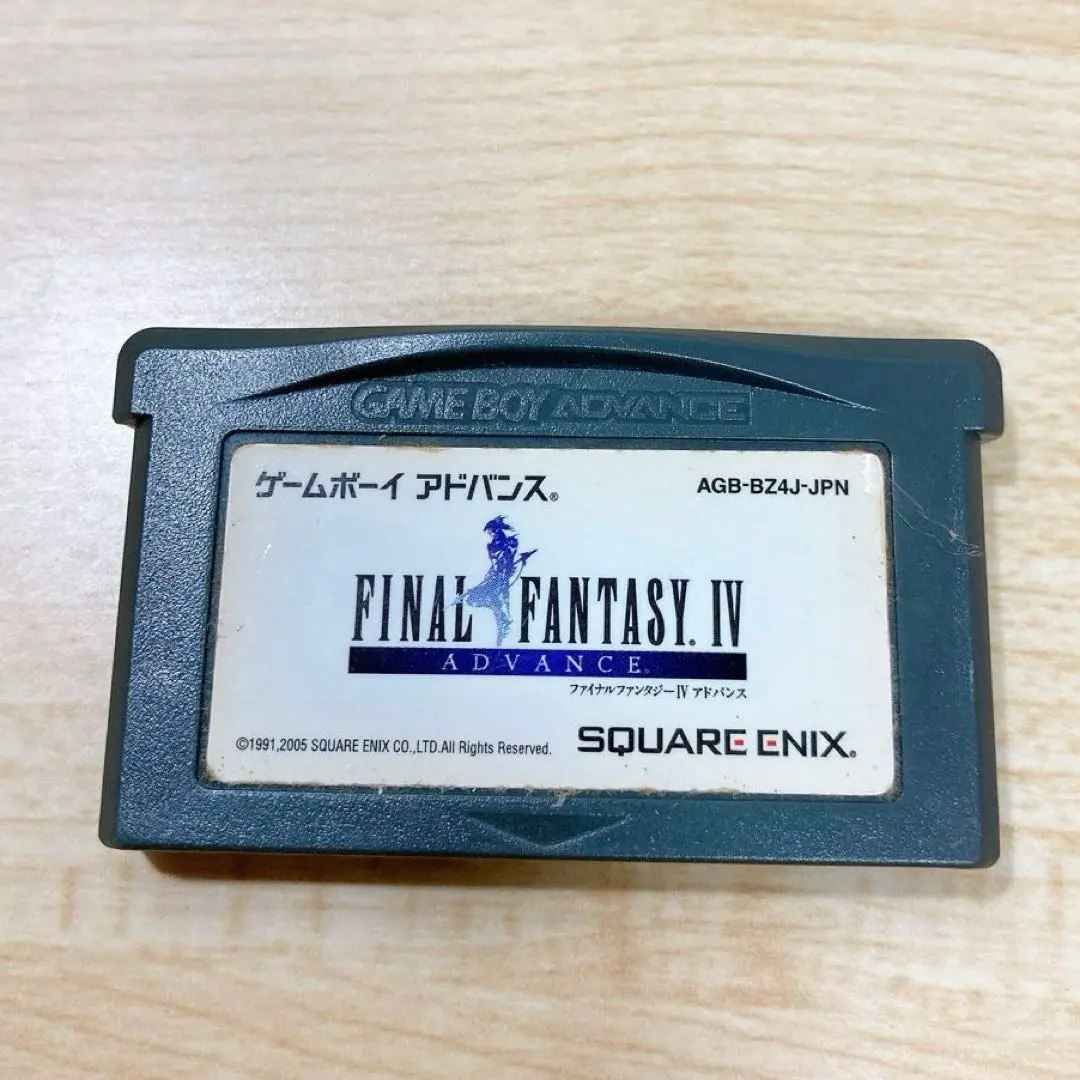 GAME BOY ADVANCE
ゲームボーイ アドバンス®
AGB-BZ4J-JPN
FINAL FANTASY® IV
ADVANCE®
ファイナルファンタジーIV アドバンス
©1991,2005 SQUARE ENIX CO.,LTD.All Rights Reserved.
SQUARE ENIX®